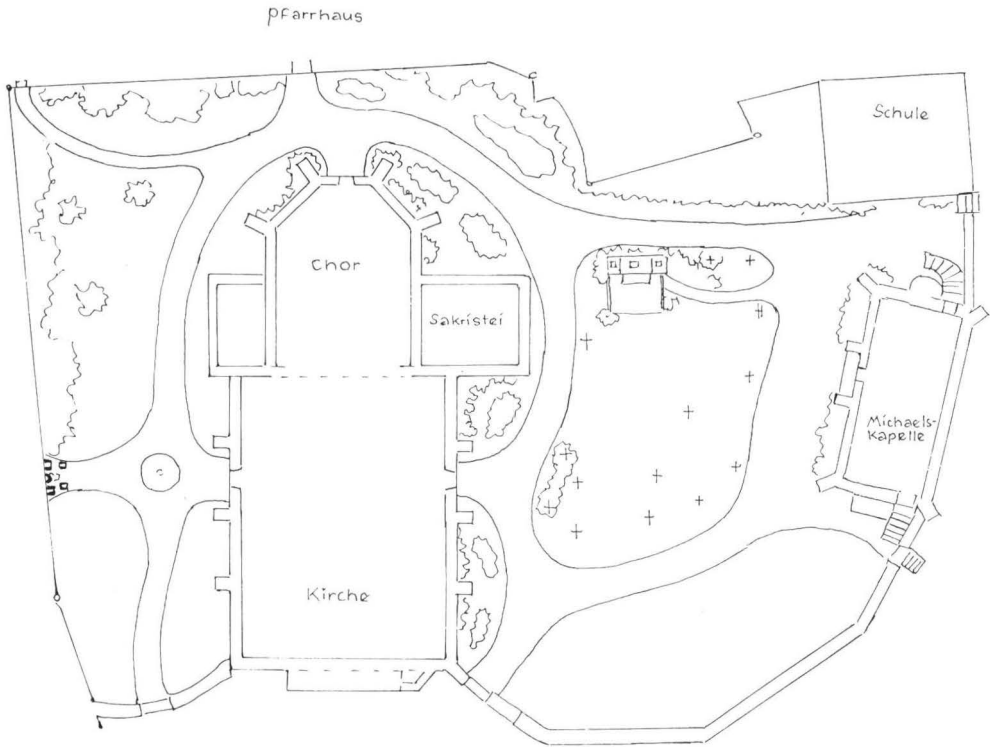 Pfarrhaus
Schule
Chor
Sakristei
Michaels-
kapelle
Kirche